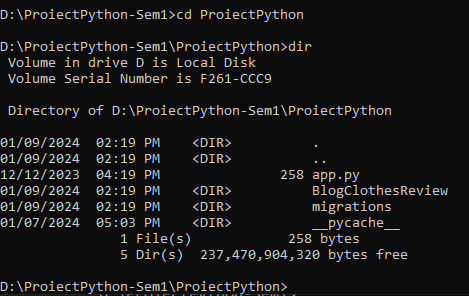 D:\ProiectPython-Sem1>cd ProiectPython
D:\ProiectPython-Sem1\ProiectPython>dir
Volume in drive D is Local Disk
Volume Serial Number is F261-CCC9
Directory of D:\ProiectPython-Sem1\ProiectPython
01/09/2024  02:19 PM    <DIR>          .
01/09/2024  02:19 PM    <DIR>          ..
12/12/2023  04:19 PM               258 app.py
01/09/2024  02:19 PM    <DIR>          BlogClothesReview
01/09/2024  02:19 PM    <DIR>          migrations
01/07/2024  05:03 PM    <DIR>          __pycache__
1 File(s)            258 bytes
5 Dir(s)  237,470,904,320 bytes free
D:\ProiectPython-Sem1\ProiectPython>